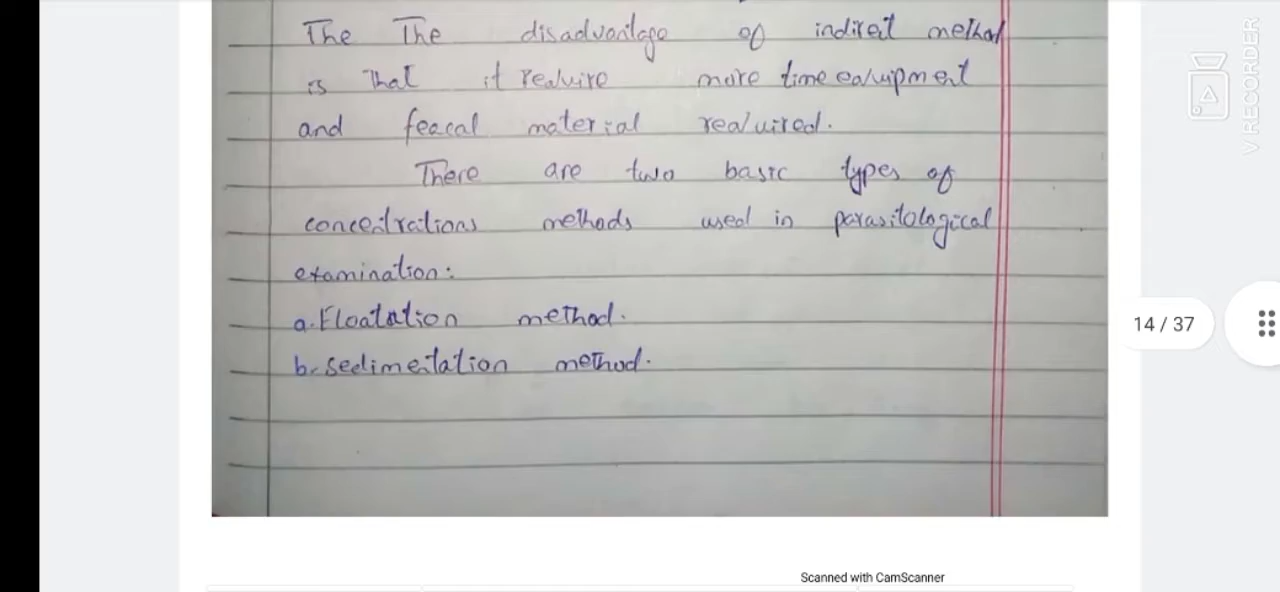 The The disadvantage of indirect method
is that it require more time equipment
and feacal material required.
There are two basic types of
concentrations methods used in parasitological
examination:
a. Floatation method.
b. Sedimentation method.
14 / 37
V RECORDER
Scanned with CamScanner